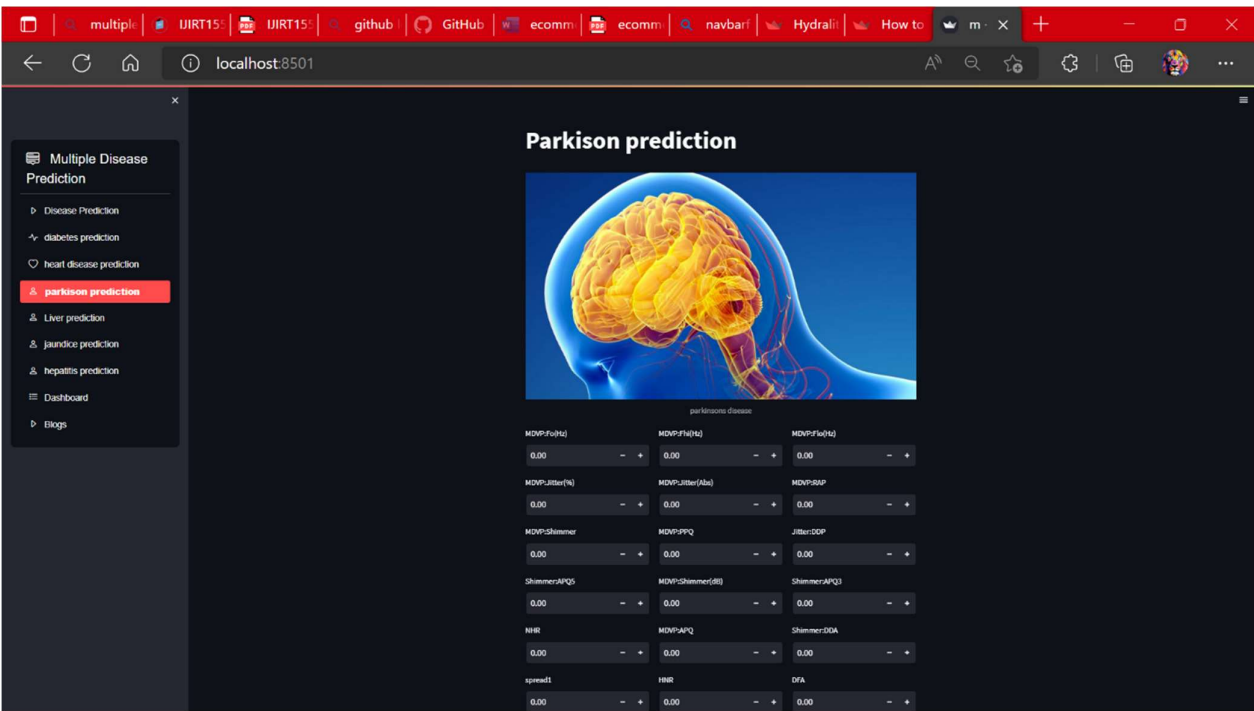 multiple
IJIRT155
IJIRT155
github
GitHub
ecomm
ecomm
navbarf
Hydralit
How to
m ·
localhost:8501
Multiple Disease
Prediction
Disease Prediction
diabetes prediction
heart disease prediction
parkison prediction
Liver prediction
jaundice prediction
hepatitis prediction
Dashboard
Blogs
Parkison prediction
parkinsons disease
MDVP:Fo(Hz) MDVP:Fhi(Hz) MDVP:Flo(Hz)
0.00 - + 0.00 - + 0.00 - +
MDVP:Jitter(%) MDVP:Jitter(Abs) MDVP:RAP
0.00 - + 0.00 - + 0.00 - +
MDVP:Shimmer MDVP:PPQ Jitter:DDP
0.00 - + 0.00 - + 0.00 - +
Shimmer:APQ5 MDVP:Shimmer(dB) Shimmer:APQ3
0.00 - + 0.00 - + 0.00 - +
NHR MDVP:APQ Shimmer:DDA
0.00 - + 0.00 - + 0.00 - +
spread1 HNR DFA
0.00 - + 0.00 - + 0.00 - +